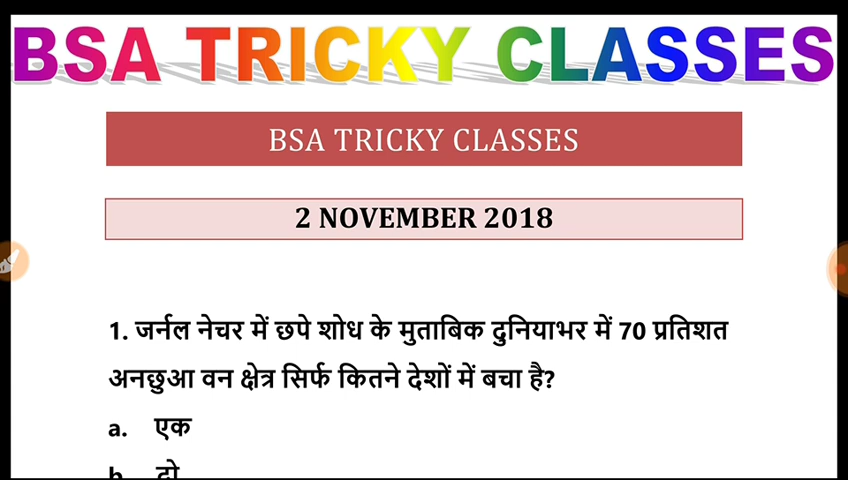 BSA TRICKY CLASSES
BSA TRICKY CLASSES
2 NOVEMBER 2018
1. जर्नल नेचर में छपे शोध के मुताबिक दुनियाभर में 70 प्रतिशत
अनछुआ वन क्षेत्र सिर्फ कितने देशों में बचा है?
a. एक
b. दो